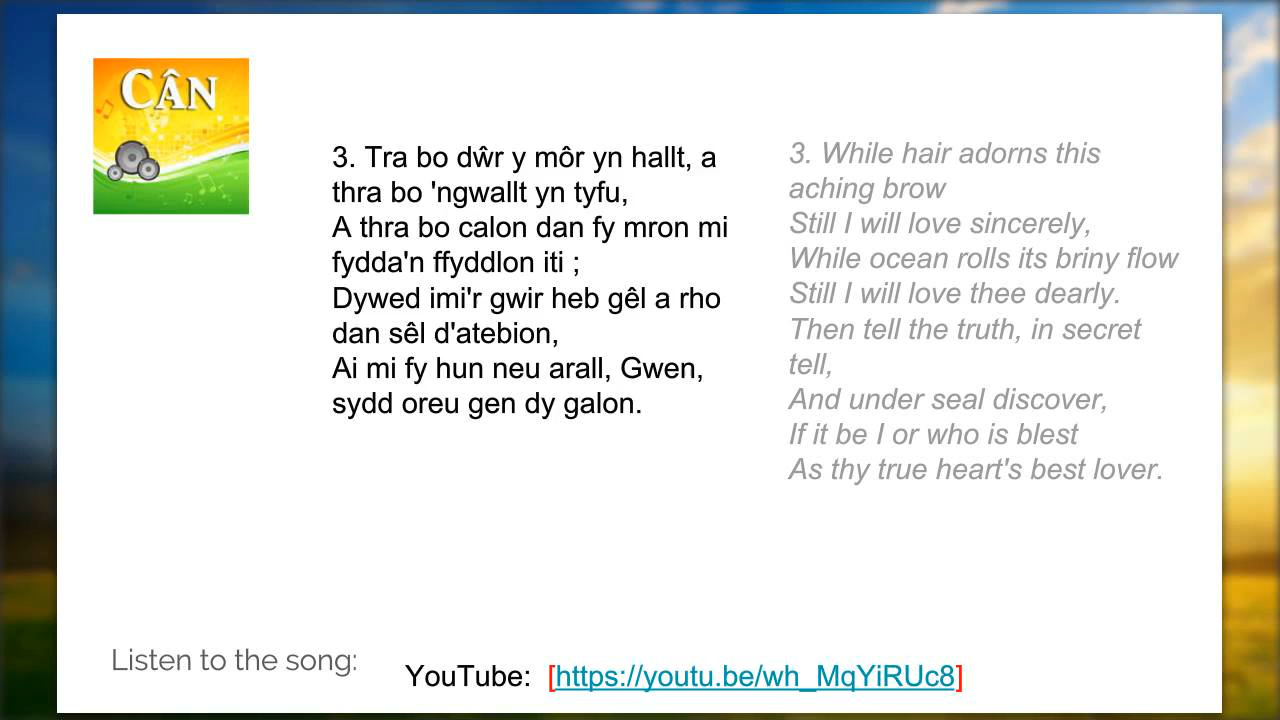 CÂN
3. Tra bo dŵr y môr yn hallt, a
thra bo 'ngwallt yn tyfu,
A thra bo calon dan fy mron mi
fydda'n ffyddlon iti ;
Dywed imi'r gwir heb gêl a rho
dan sêl d'atebion,
Ai mi fy hun neu arall, Gwen,
sydd oreu gen dy galon.
3. While hair adorns this
aching brow
Still I will love sincerely,
While ocean rolls its briny flow
Still I will love thee dearly.
Then tell the truth, in secret
tell,
And under seal discover,
If it be I or who is blest
As thy true heart's best lover.
Listen to the song:
YouTube: [https://youtu.be/wh_MqYiRUc8]